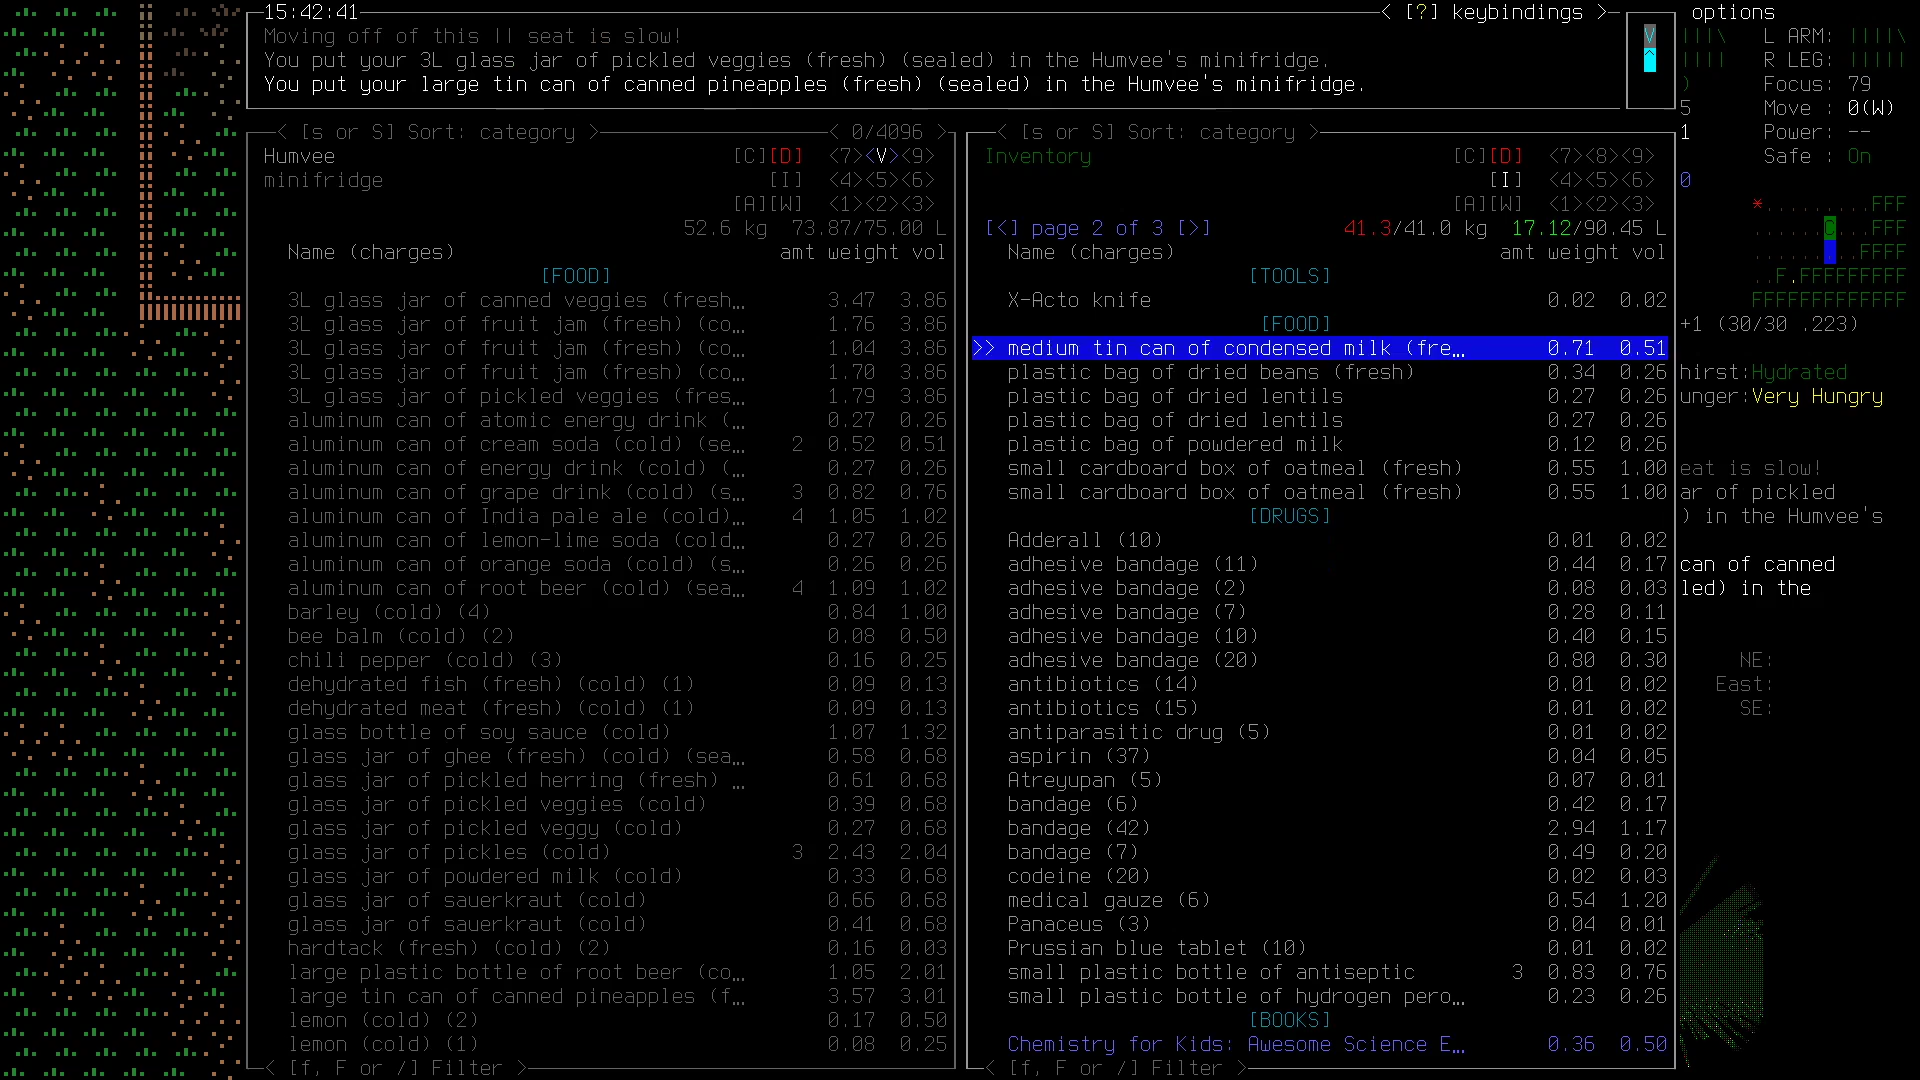 15:42:41 < [?] keybindings > options
Moving off of this || seat is slow!
You put your 3L glass jar of pickled veggies (fresh) (sealed) in the Humvee's minifridge.
You put your large tin can of canned pineapples (fresh) (sealed) in the Humvee's minifridge.
V
^
< [s or S] Sort: category > < 0/4096 >
Humvee [C][D] <7><V><9>
minifridge [I] <4><5><6>
[A][W] <1><2><3>
52.6 kg 73.87/75.00 L
Name (charges) amt weight vol
[FOOD]
3L glass jar of canned veggies (fresh… 3.47 3.86
3L glass jar of fruit jam (fresh) (co… 1.76 3.86
3L glass jar of fruit jam (fresh) (co… 1.04 3.86
3L glass jar of fruit jam (fresh) (co… 1.70 3.86
3L glass jar of pickled veggies (fres… 1.79 3.86
aluminum can of atomic energy drink (… 0.27 0.26
aluminum can of cream soda (cold) (se… 2 0.52 0.51
aluminum can of energy drink (cold) (… 0.27 0.26
aluminum can of grape drink (cold) (s… 3 0.82 0.76
aluminum can of India pale ale (cold)… 4 1.05 1.02
aluminum can of lemon-lime soda (cold… 0.27 0.26
aluminum can of orange soda (cold) (s… 0.26 0.26
aluminum can of root beer (cold) (sea… 4 1.09 1.02
barley (cold) (4) 0.84 1.00
bee balm (cold) (2) 0.08 0.50
chili pepper (cold) (3) 0.16 0.25
dehydrated fish (fresh) (cold) (1) 0.09 0.13
dehydrated meat (fresh) (cold) (1) 0.09 0.13
glass bottle of soy sauce (cold) 1.07 1.32
glass jar of ghee (fresh) (cold) (sea… 0.58 0.68
glass jar of pickled herring (fresh) … 0.61 0.68
glass jar of pickled veggies (cold) 0.39 0.68
glass jar of pickled veggy (cold) 0.27 0.68
glass jar of pickles (cold) 3 2.43 2.04
glass jar of powdered milk (cold) 0.33 0.68
glass jar of sauerkraut (cold) 0.66 0.68
glass jar of sauerkraut (cold) 0.41 0.68
hardtack (fresh) (cold) (2) 0.16 0.03
large plastic bottle of root beer (co… 1.05 2.01
large tin can of canned pineapples (f… 3.57 3.01
lemon (cold) (2) 0.17 0.50
lemon (cold) (1) 0.08 0.25
< [f, F or /] Filter >
< [s or S] Sort: category >
Inventory [C][D] <7><8><9>
[I] <4><5><6>
[A][W] <1><2><3>
[<] page 2 of 3 [>] 41.3/41.0 kg 17.12/90.45 L
Name (charges) amt weight vol
[TOOLS]
X-Acto knife 0.02 0.02
[FOOD]
>> medium tin can of condensed milk (fre… 0.71 0.51
plastic bag of dried beans (fresh) 0.34 0.26
plastic bag of dried lentils 0.27 0.26
plastic bag of dried lentils 0.27 0.26
plastic bag of powdered milk 0.12 0.26
small cardboard box of oatmeal (fresh) 0.55 1.00
small cardboard box of oatmeal (fresh) 0.55 1.00
[DRUGS]
Adderall (10) 0.01 0.02
adhesive bandage (11) 0.44 0.17
adhesive bandage (2) 0.08 0.03
adhesive bandage (7) 0.28 0.11
adhesive bandage (10) 0.40 0.15
adhesive bandage (20) 0.80 0.30
antibiotics (14) 0.01 0.02
antibiotics (15) 0.01 0.02
antiparasitic drug (5) 0.01 0.02
aspirin (37) 0.04 0.05
Atreyupan (5) 0.07 0.01
bandage (6) 0.42 0.17
bandage (42) 2.94 1.17
bandage (7) 0.49 0.20
codeine (20) 0.02 0.03
medical gauze (6) 0.54 1.20
Panaceus (3) 0.04 0.01
Prussian blue tablet (10) 0.01 0.02
small plastic bottle of antiseptic 3 0.83 0.76
small plastic bottle of hydrogen pero… 0.23 0.26
[BOOKS]
Chemistry for Kids: Awesome Science E… 0.36 0.50
< [f, F or /] Filter >
||||\ L ARM: ||||\
||||| R LEG: |||||
) Focus: 79
5 Move : 0(W)
1 Power: --
Safe : On
0
*.........FFF
......C...FFF
.........FFFF
..F.FFFFFFFFF
FFFFFFFFFFFFF
+1 (30/30 .223)
hirst:Hydrated
unger:Very Hungry
eat is slow!
ar of pickled
) in the Humvee's
can of canned
led) in the
NE:
East:
SE: